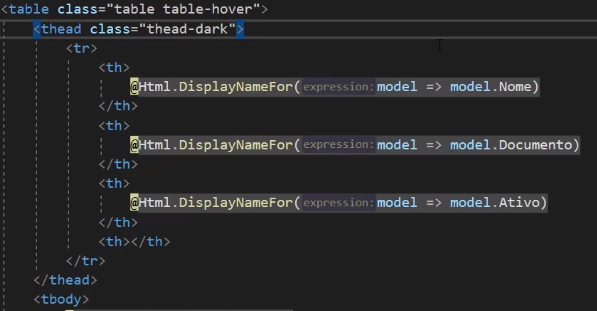 <table class="table table-hover">
<thead class="thead-dark">
<tr>
<th>
@Html.DisplayNameFor(expression:model => model.Nome)
</th>
<th>
@Html.DisplayNameFor(expression:model => model.Documento)
</th>
<th>
@Html.DisplayNameFor(expression:model => model.Ativo)
</th>
<th></th>
</tr>
</thead>
<tbody>